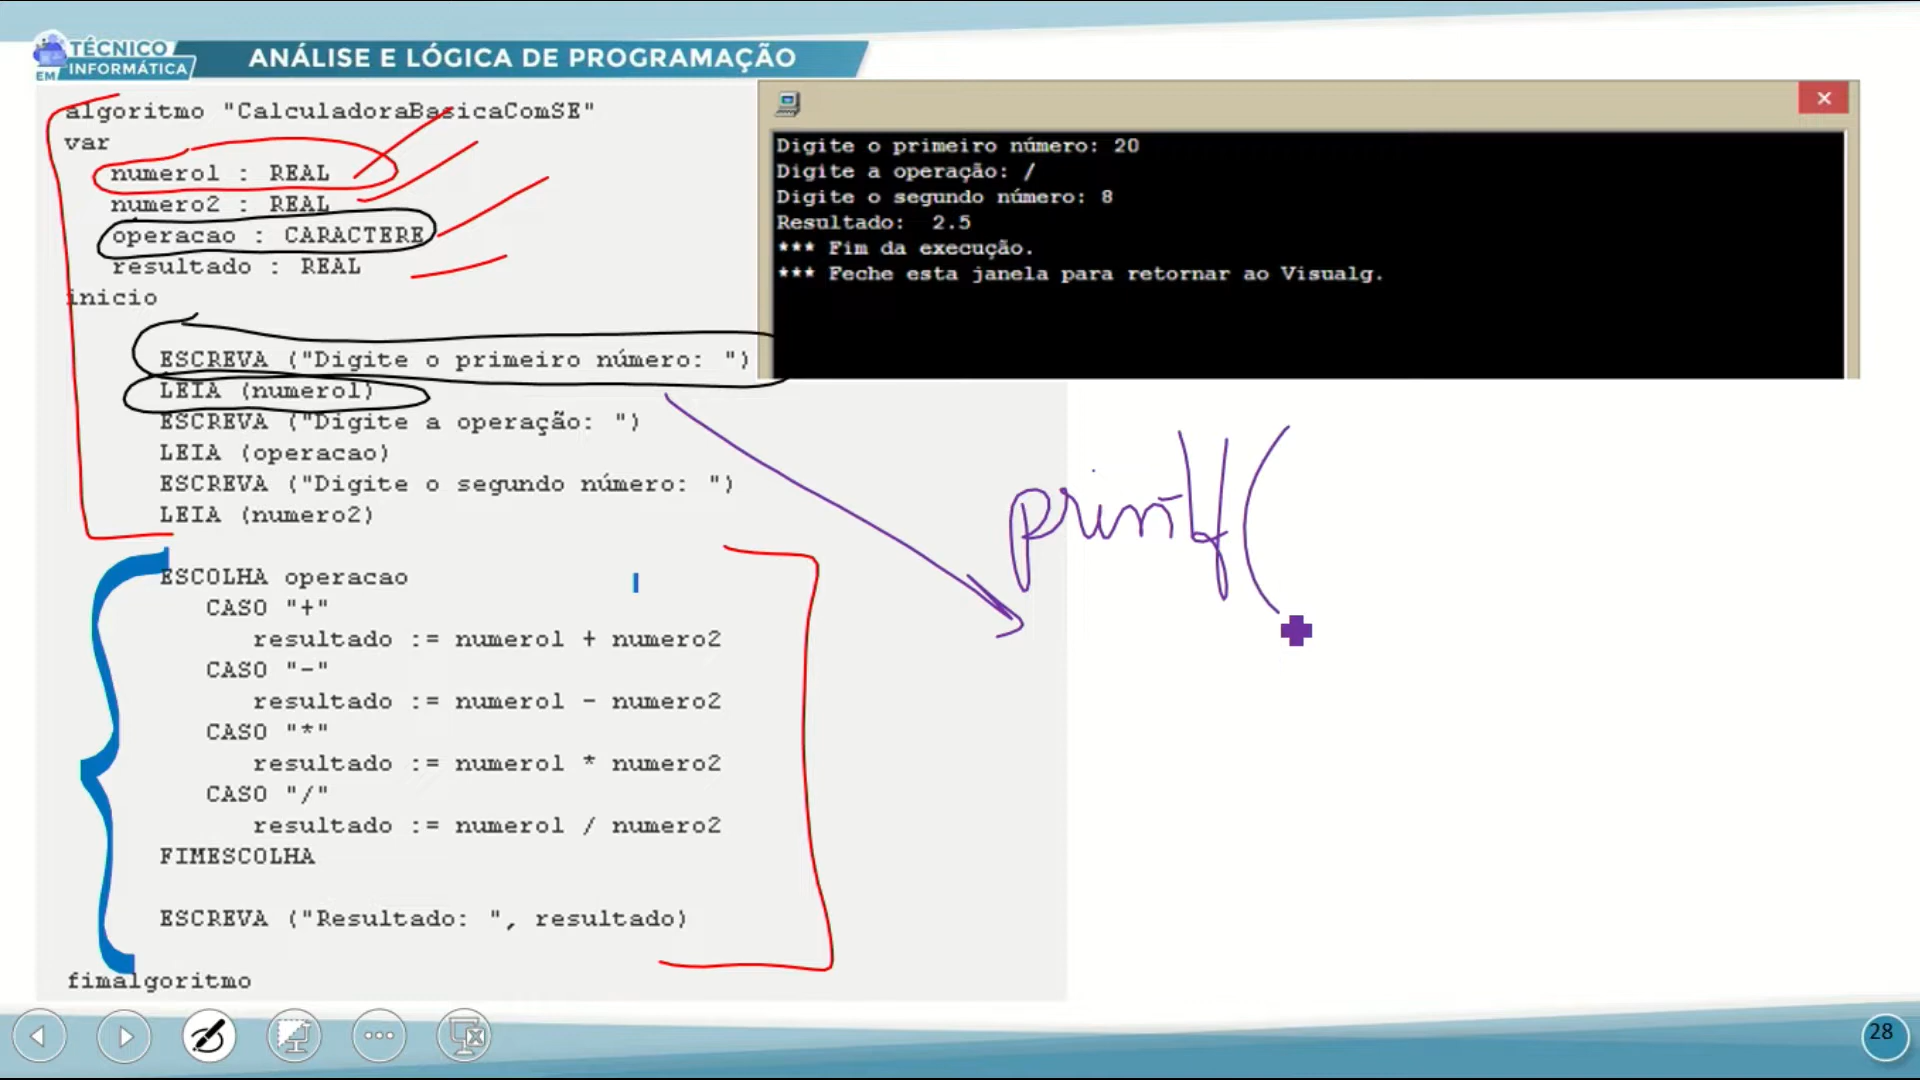 TÉCNICO
EM INFORMÁTICA
ANÁLISE E LÓGICA DE PROGRAMAÇÃO
algoritmo "CalculadoraBasicaComSE"
var
numero1 : REAL
numero2 : REAL
operacao : CARACTERE
resultado : REAL
inicio
ESCREVA ("Digite o primeiro número: ")
LEIA (numero1)
ESCREVA ("Digite a operação: ")
LEIA (operacao)
ESCREVA ("Digite o segundo número: ")
LEIA (numero2)
ESCOLHA operacao
CASO "+"
resultado := numero1 + numero2
CASO "-"
resultado := numero1 - numero2
CASO "*"
resultado := numero1 * numero2
CASO "/"
resultado := numero1 / numero2
FIMESCOLHA
ESCREVA ("Resultado: ", resultado)
fimalgoritmo
Digite o primeiro número: 20
Digite a operação: /
Digite o segundo número: 8
Resultado:  2.5
*** Fim da execução.
*** Feche esta janela para retornar ao Visualg.
printf(
28